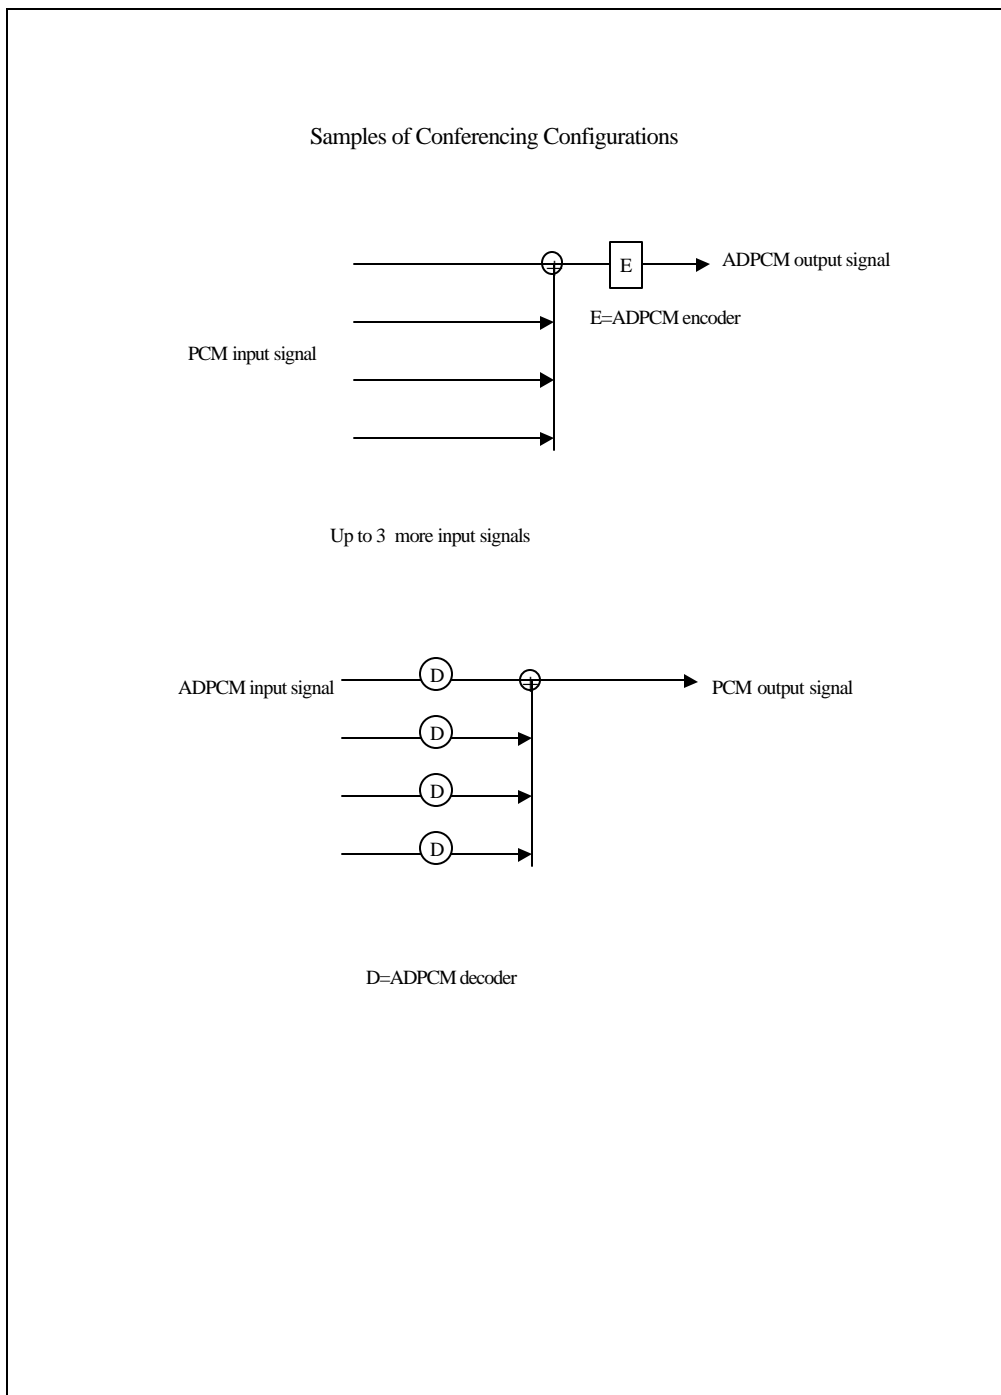 Samples of Conferencing Configurations
E
ADPCM output signal
E=ADPCM encoder
PCM input signal
Up to 3 more input signals
D
ADPCM input signal
PCM output signal
D
D
D
D=ADPCM decoder